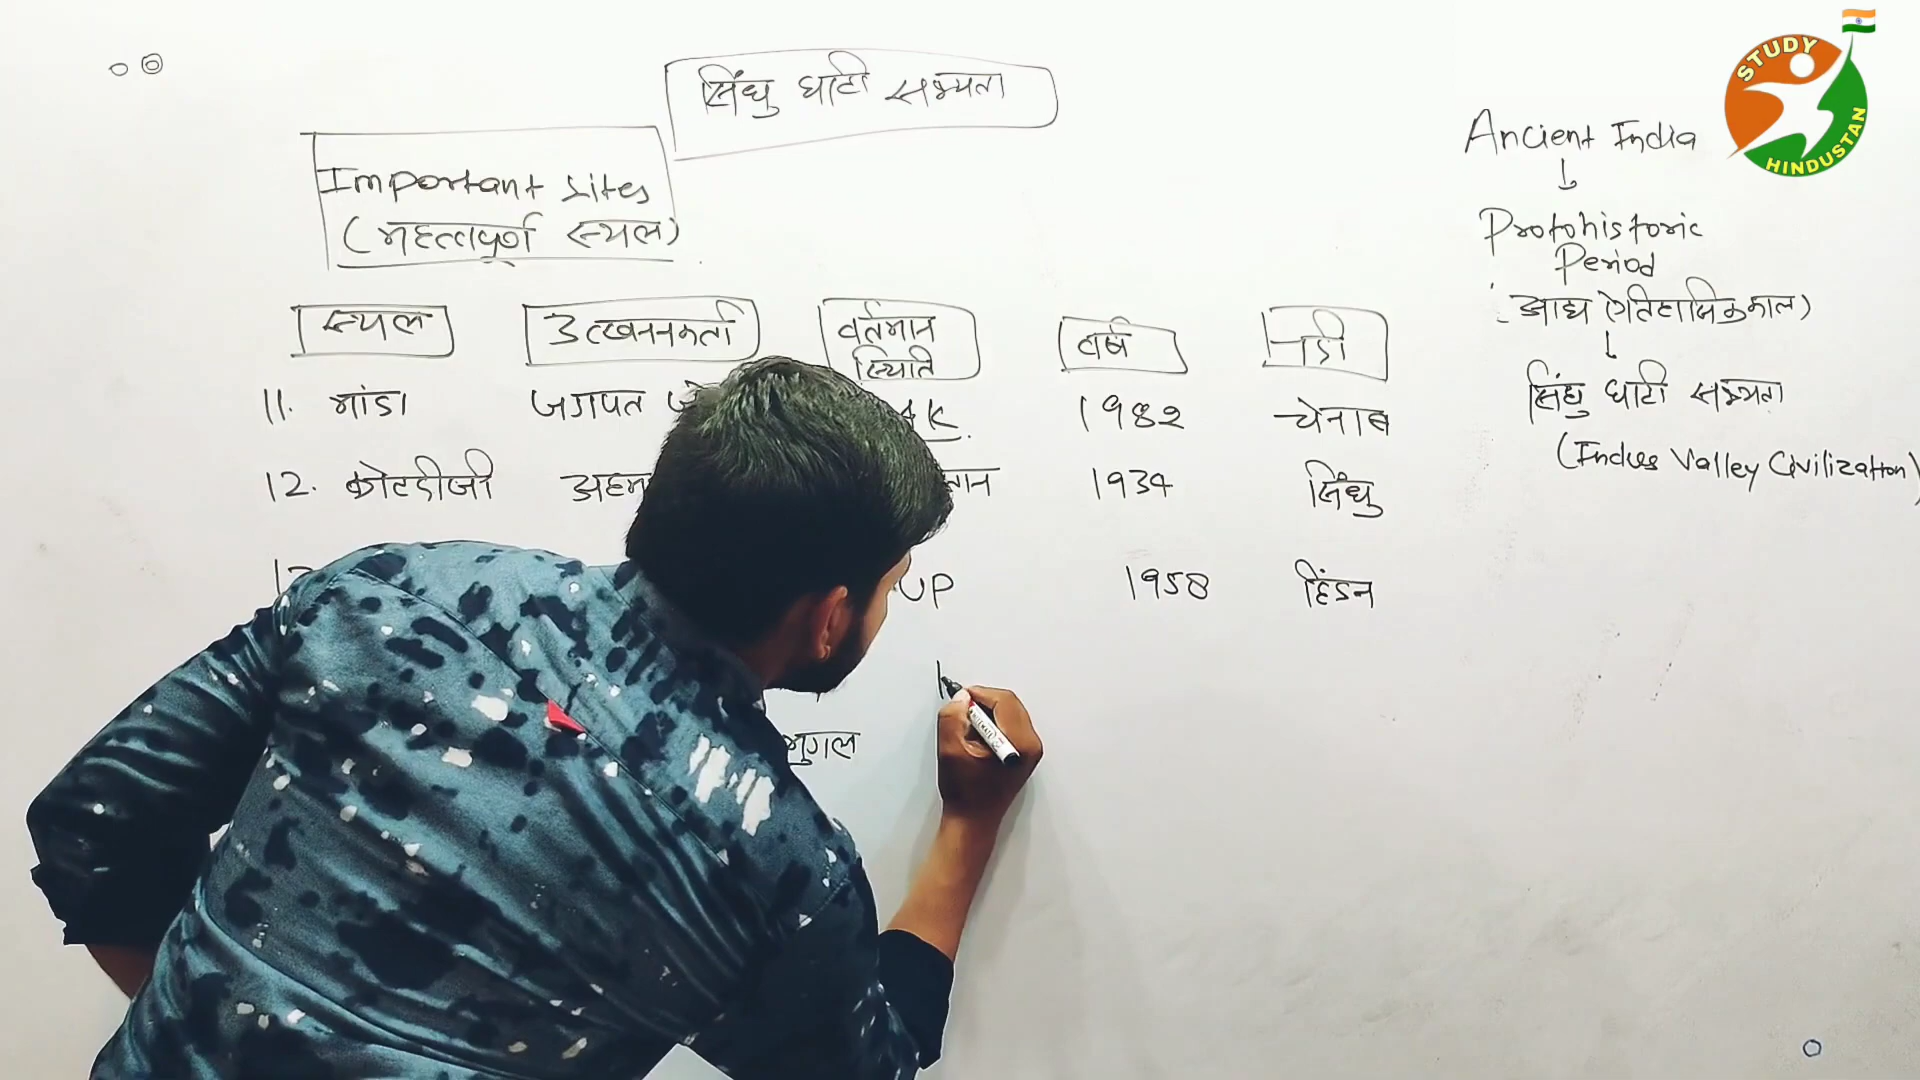 सिंधु घाटी सभ्यता
Important sites
(महत्वपूर्ण स्थल)
स्थल उत्खननकर्ता वर्तमान स्थिति वर्ष नदी
11. मांडा जगपत K. 1982 चेनाब
12. कोटदीजी 1934 सिंधु
UP 1958 हिंडन
मुगल
Ancient India
Protohistoric
Period
आद्य ऐतिहासिक काल)
सिंधु घाटी सभ्यता
(Indus Valley Civilization)
STUDY
HINDUSTAN